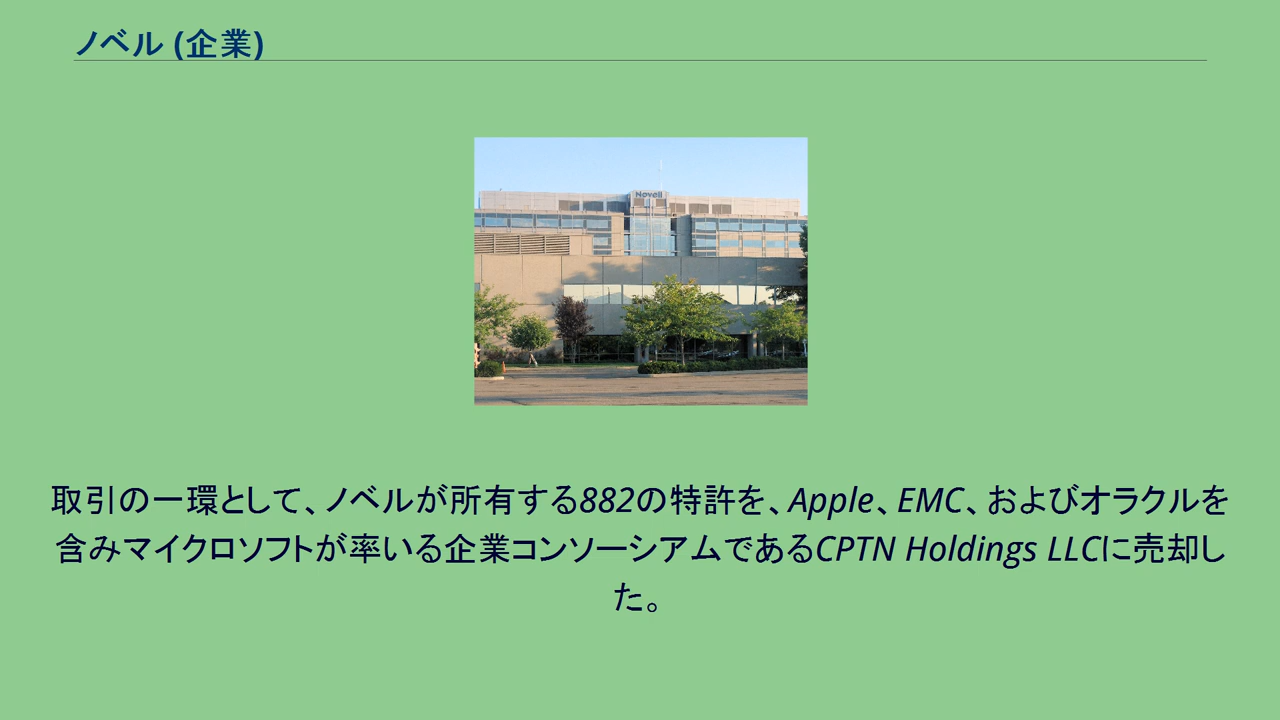 ノベル (企業)
Novell
取引の一環として、ノベルが所有する882の特許を、Apple、EMC、およびオラクルを
含みマイクロソフトが率いる企業コンソーシアムであるCPTN Holdings LLCに売却し
た。